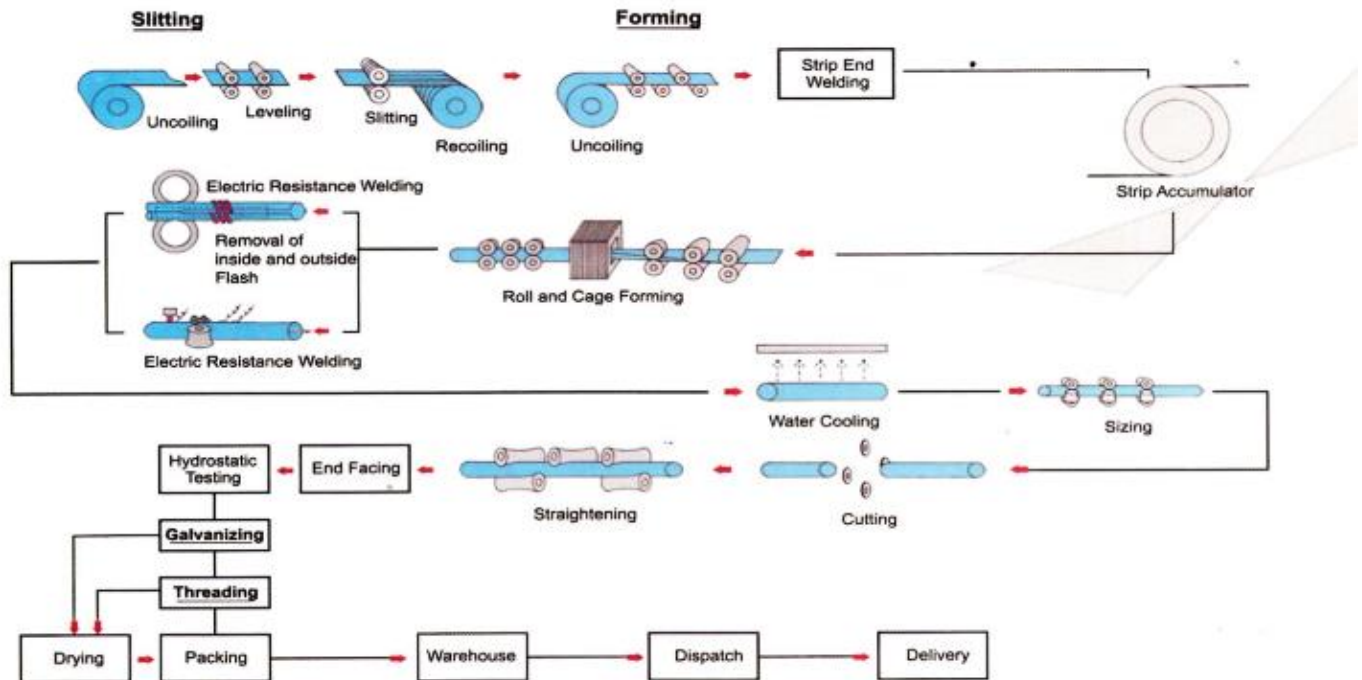 Slitting
Forming
Uncoiling
Leveling
Slitting
Recoiling
Uncoiling
Strip End
Welding
Strip Accumulator
Electric Resistance Welding
Removal of
inside and outside
Flash
Electric Resistance Welding
Roll and Cage Forming
Water Cooling
Sizing
Hydrostatic
Testing
End Facing
Straightening
Cutting
Galvanizing
Threading
Drying
Packing
Warehouse
Dispatch
Delivery